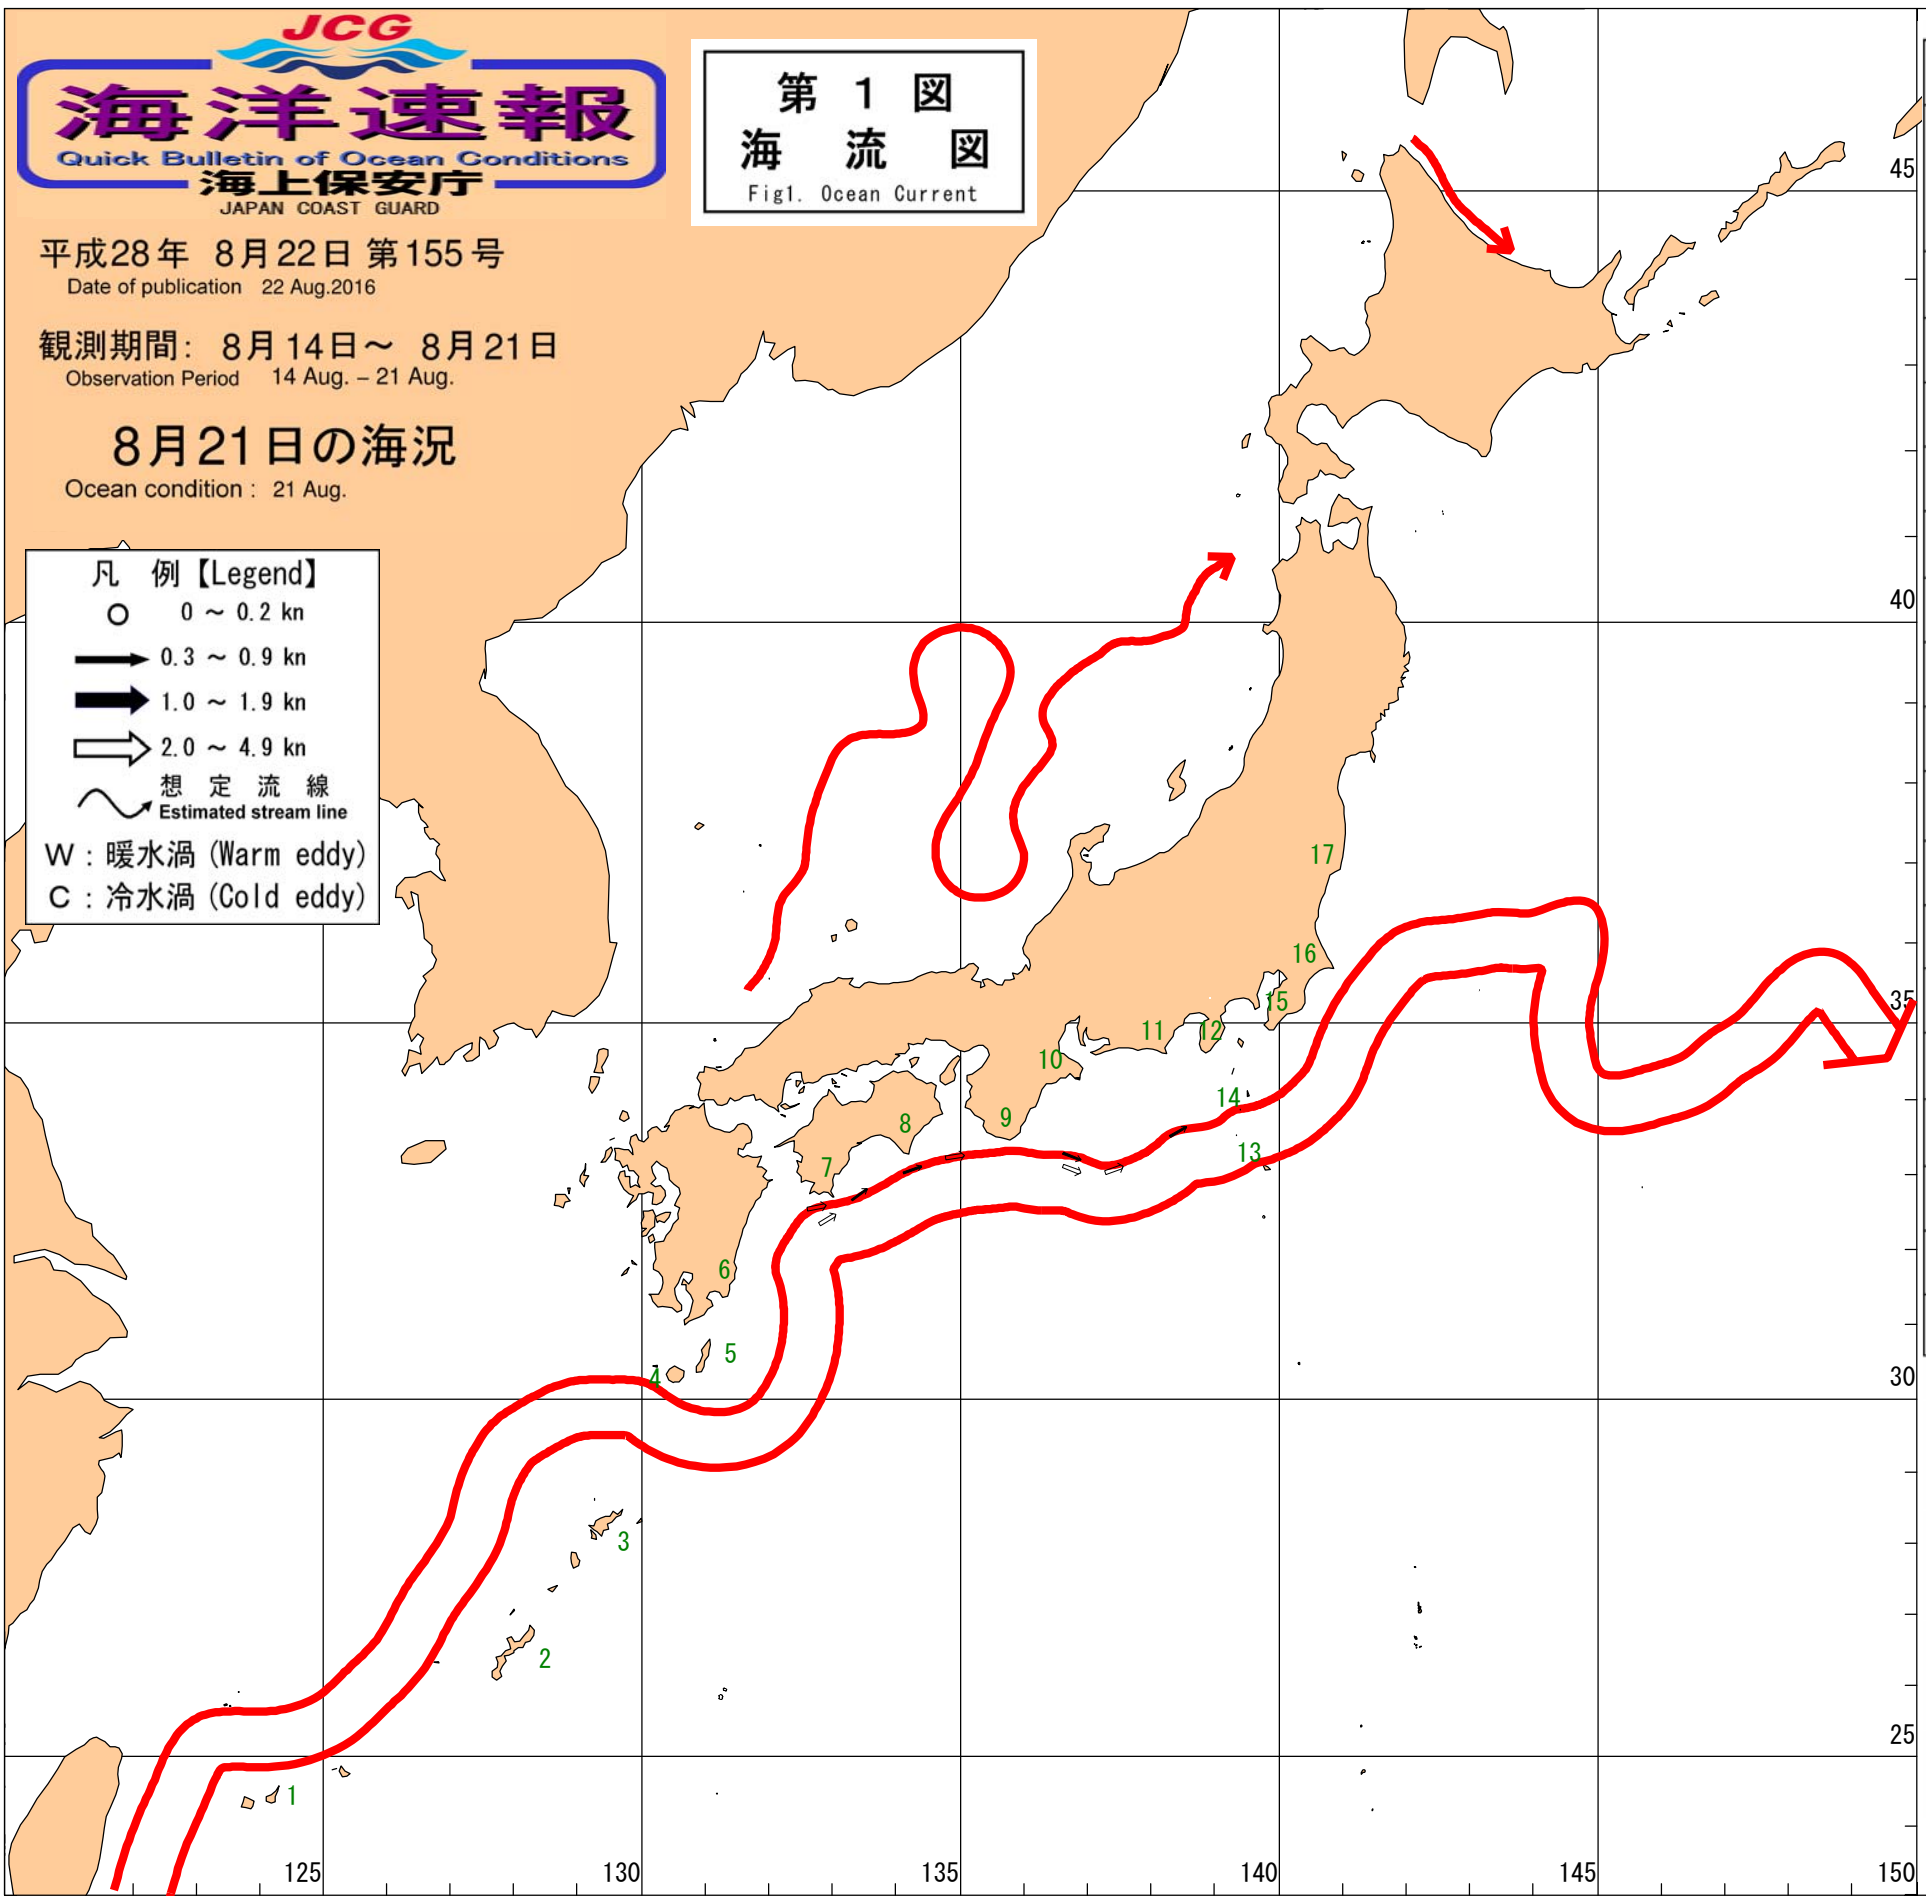 JCG
海洋速報
Quick Bulletin of Ocean Conditions
海上保安庁
JAPAN COAST GUARD
第 1 図
海 流 図
Fig1. Ocean Current
平成28年 8月22日 第155号
Date of publication 22 Aug.2016
観測期間: 8月14日～ 8月21日
Observation Period 14 Aug. – 21 Aug.
8月21日の海況
Ocean condition : 21 Aug.
凡 例【Legend】
0 ～ 0.2 kn
0.3 ～ 0.9 kn
1.0 ～ 1.9 kn
2.0 ～ 4.9 kn
想 定 流 線
Estimated stream line
W : 暖水渦 (Warm eddy)
C : 冷水渦 (Cold eddy)
45
40
17
16
35
15
11
12
10
14
9
8
13
7
6
5
4
30
3
2
25
1
125
130
135
140
145
150